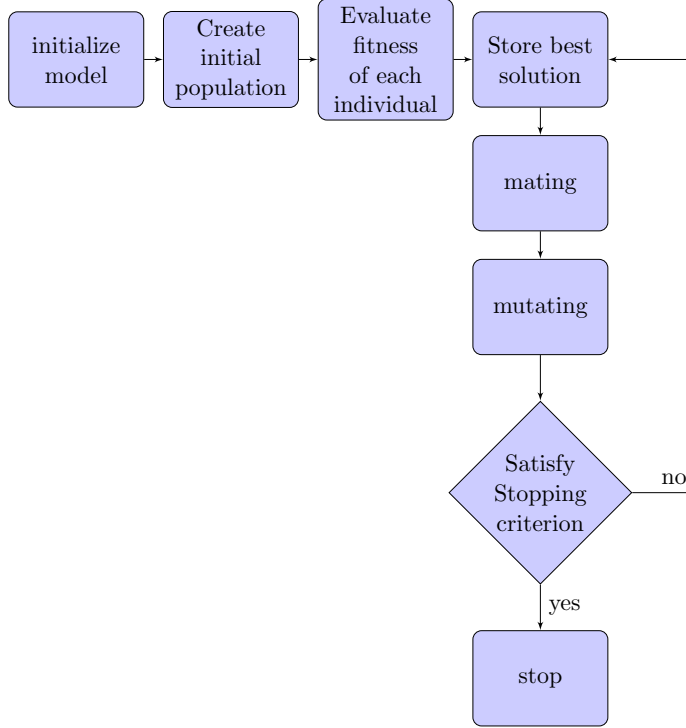 initialize
model
Create
initial
population
Evaluate
fitness
of each
individual
Store best
solution
mating
mutating
Satisfy
Stopping
criterion
no
yes
stop